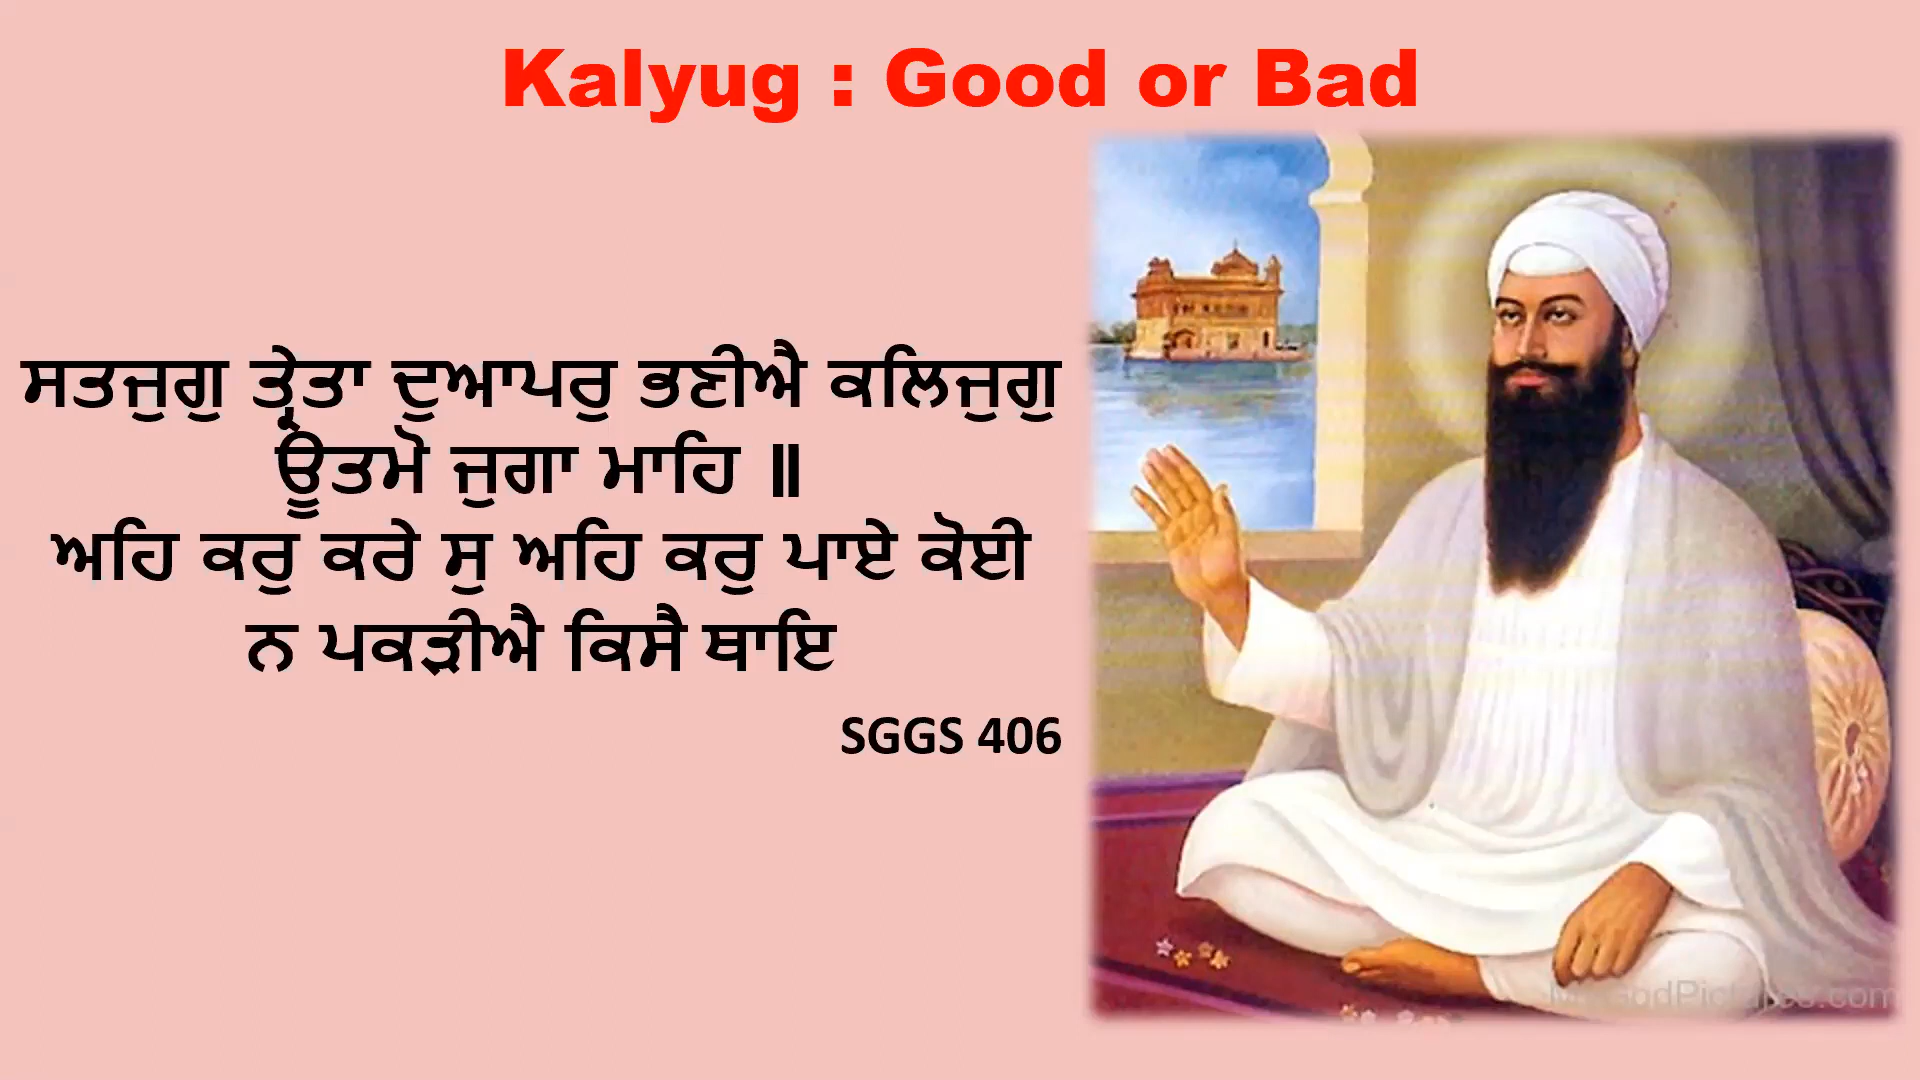 Kalyug : Good or Bad
ਸਤਜੁਗੁ ਤ੍ਰੇਤਾ ਦੁਆਪਰੁ ਭਣੀਐ ਕਲਿਜੁਗੁ
ਊਤਮੋ ਜੁਗਾ ਮਾਹਿ ॥
ਅਹਿ ਕਰੁ ਕਰੇ ਸੁ ਅਹਿ ਕਰੁ ਪਾਏ ਕੋਈ
ਨ ਪਕੜੀਐ ਕਿਸੈ ਥਾਇ
SGGS 406